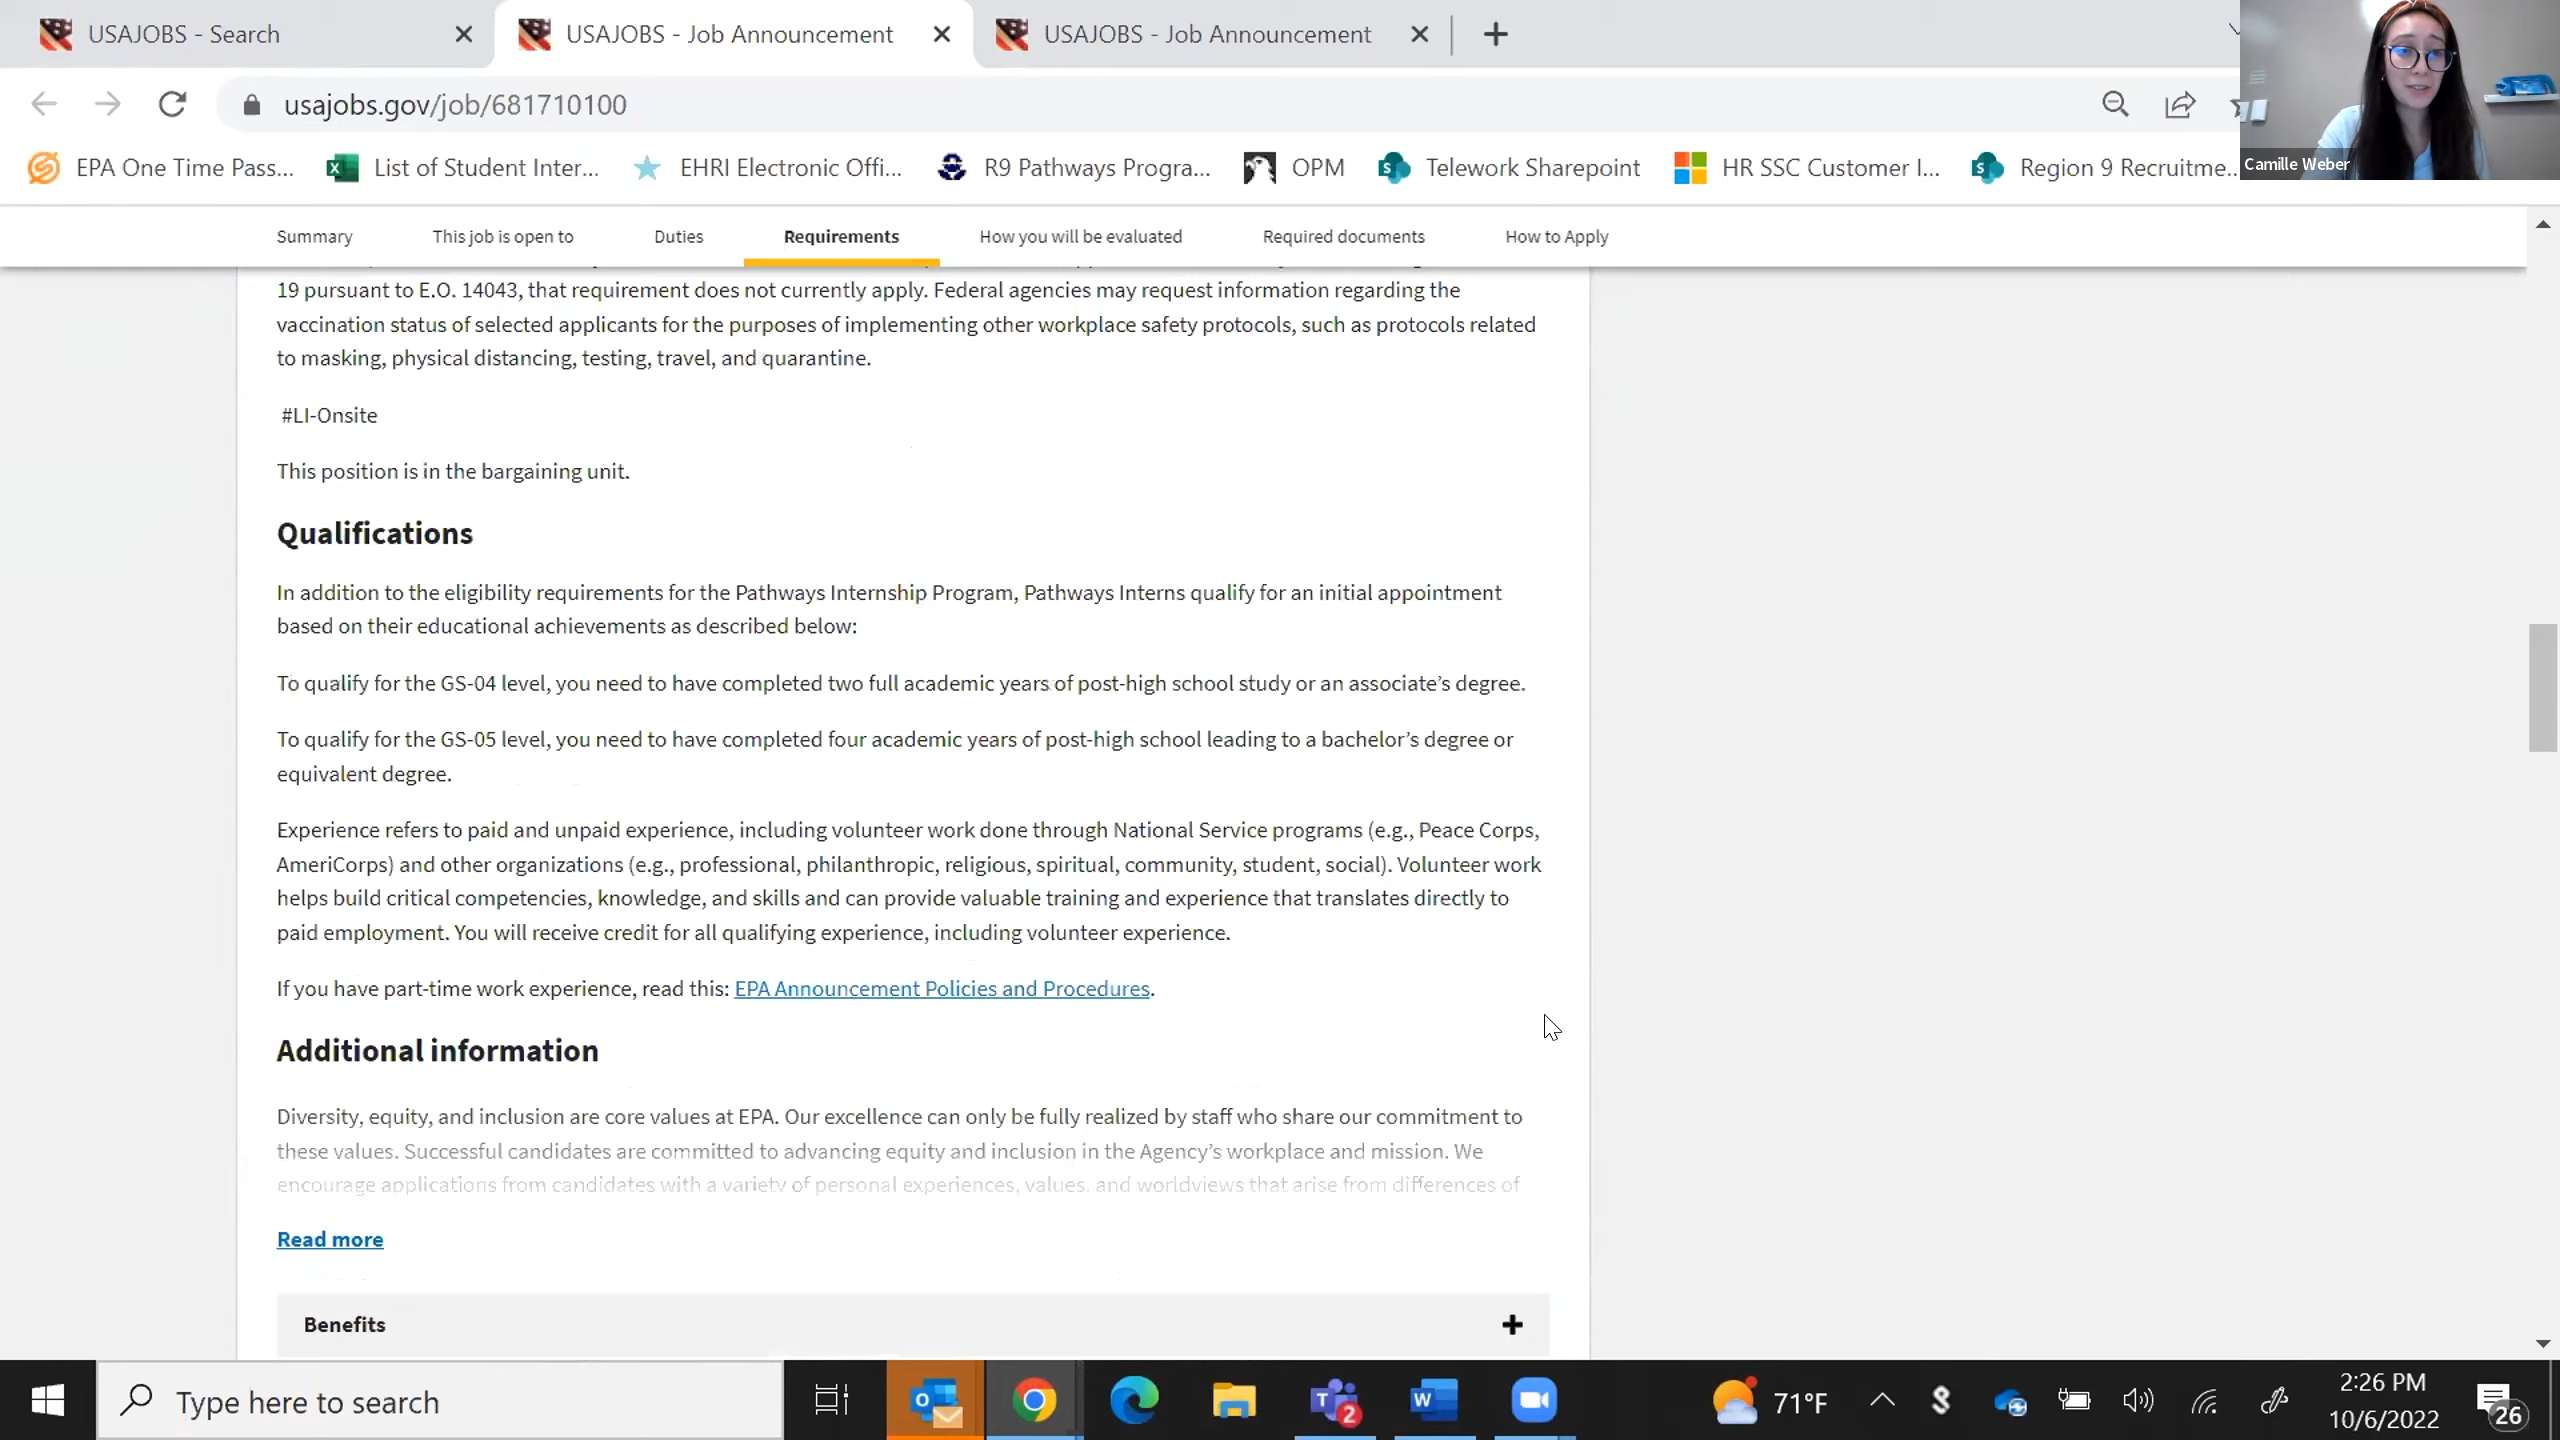 USAJOBS - Search
USAJOBS - Job Announcement
USAJOBS - Job Announcement
usajobs.gov/job/681710100
EPA One Time Pass...
List of Student Inter...
EHRI Electronic Offi...
R9 Pathways Progra...
OPM
Telework Sharepoint
HR SSC Customer I...
Region 9 Recruitme...
Camille Weber
Summary
This job is open to
Duties
Requirements
How you will be evaluated
Required documents
How to Apply
19 pursuant to E.O. 14043, that requirement does not currently apply. Federal agencies may request information regarding the
vaccination status of selected applicants for the purposes of implementing other workplace safety protocols, such as protocols related
to masking, physical distancing, testing, travel, and quarantine.
#LI-Onsite
This position is in the bargaining unit.
Qualifications
In addition to the eligibility requirements for the Pathways Internship Program, Pathways Interns qualify for an initial appointment
based on their educational achievements as described below:
To qualify for the GS-04 level, you need to have completed two full academic years of post-high school study or an associate’s degree.
To qualify for the GS-05 level, you need to have completed four academic years of post-high school leading to a bachelor’s degree or
equivalent degree.
Experience refers to paid and unpaid experience, including volunteer work done through National Service programs (e.g., Peace Corps,
AmeriCorps) and other organizations (e.g., professional, philanthropic, religious, spiritual, community, student, social). Volunteer work
helps build critical competencies, knowledge, and skills and can provide valuable training and experience that translates directly to
paid employment. You will receive credit for all qualifying experience, including volunteer experience.
If you have part-time work experience, read this: EPA Announcement Policies and Procedures.
Additional information
Diversity, equity, and inclusion are core values at EPA. Our excellence can only be fully realized by staff who share our commitment to
these values. Successful candidates are committed to advancing equity and inclusion in the Agency’s workplace and mission. We
encourage applications from candidates with a variety of personal experiences, values, and worldviews that arise from differences of
Read more
Benefits
Type here to search
2
71°F
2:26 PM
10/6/2022
26